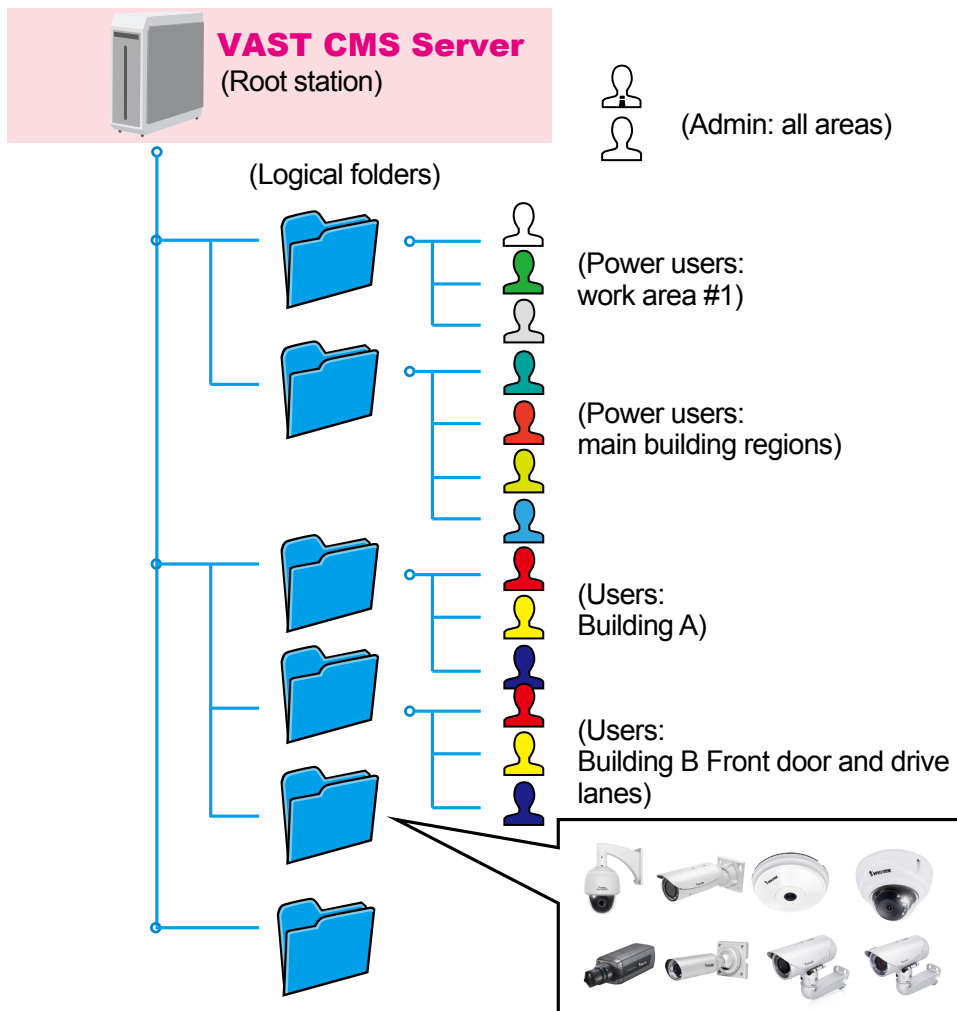 VAST CMS Server
(Root station)
(Admin: all areas)
(Logical folders)
(Power users:
work area #1)
(Power users:
main building regions)
(Users:
Building A)
(Users:
Building B Front door and drive
lanes)